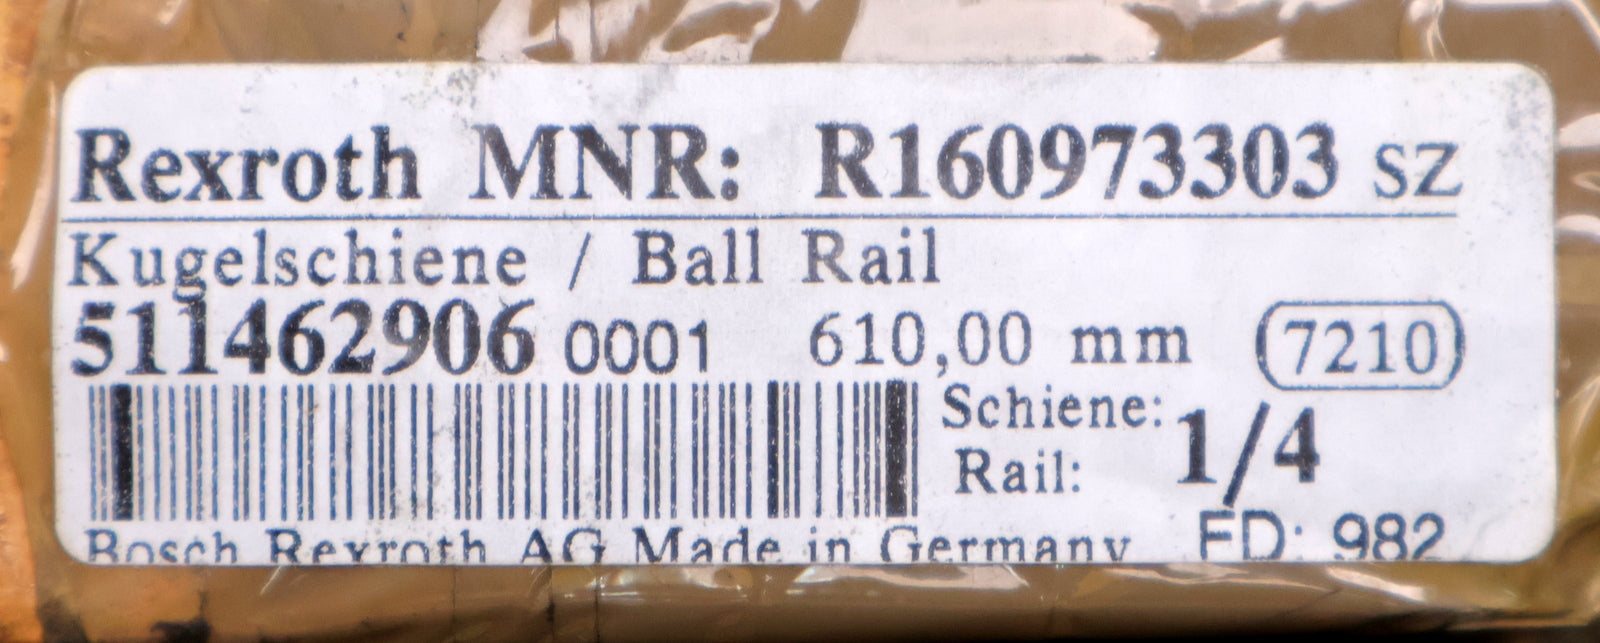 Rexroth MNR: R160973303 SZ
Kugelschiene / Ball Rail
511462906 0001 610,00 mm 7210
Schiene: 1/4
Rail:
Bosch Rexroth AG Made in Germany FD: 982